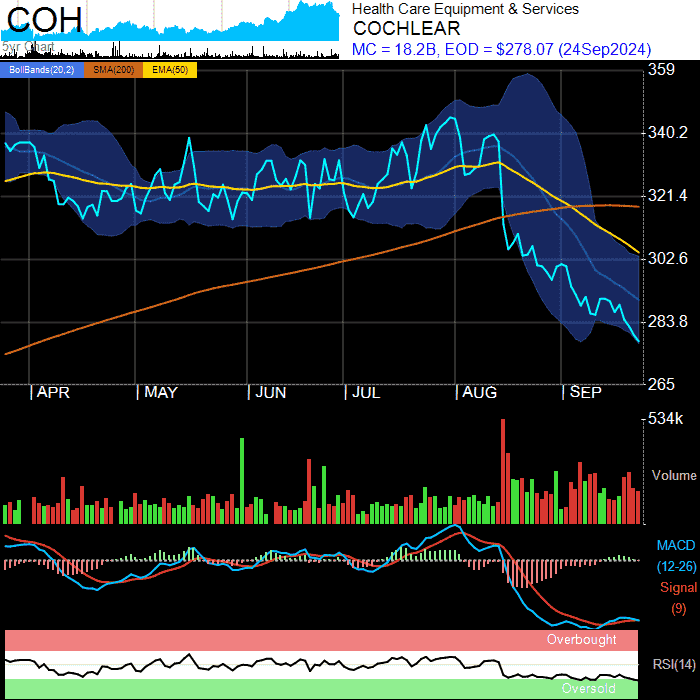 COH
5yr Chart
Health Care Equipment & Services
COCHLEAR
MC = 18.2B, EOD = $278.07 (24Sep2024)
BollBands(20,2) SMA(200) EMA(50)
359
340.2
321.4
302.6
283.8
265
APR MAY JUN JUL AUG SEP
534k
Volume
MACD
(12-26)
Signal
(9)
Overbought
RSI(14)
Oversold